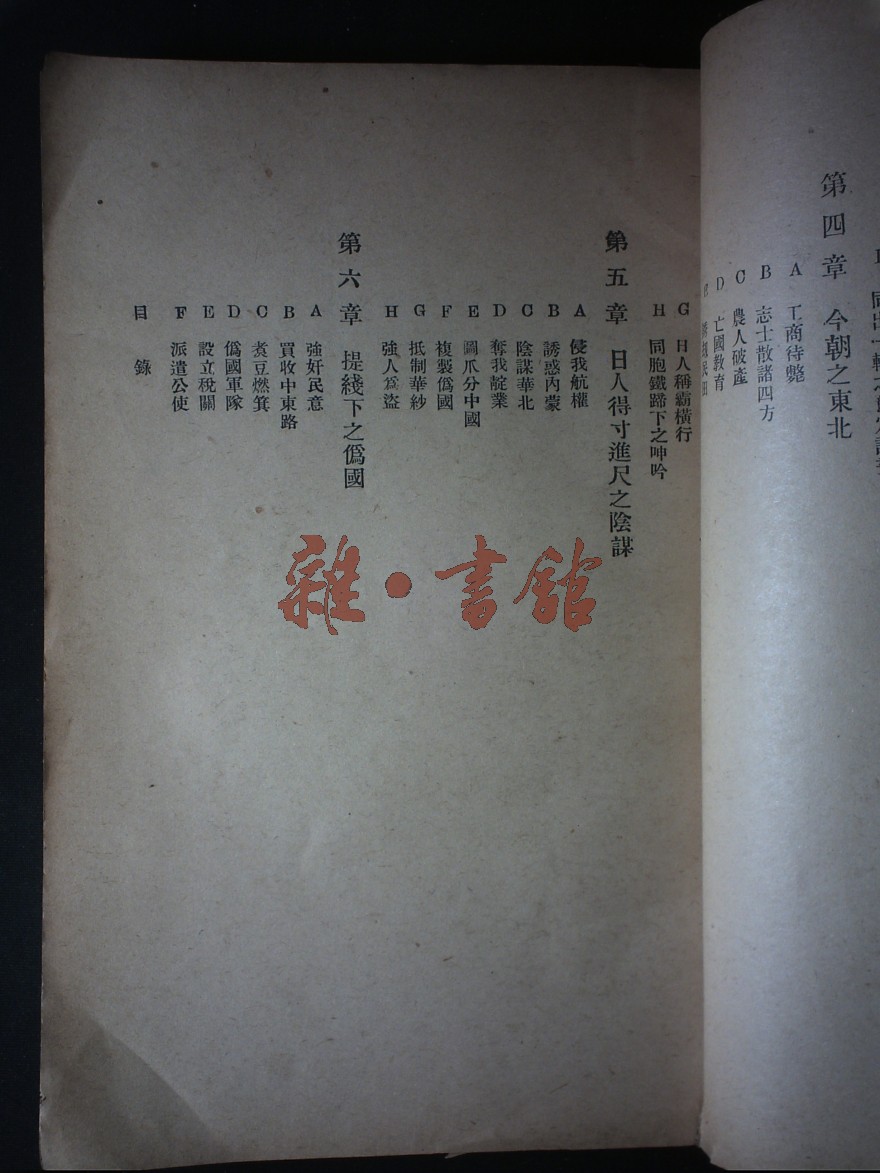 第四章　今朝之東北
A　工商待斃
B　志士散諸四方
C　農人破產
D　亡國教育
G　日人稱霸橫行
H　同胞鐵蹄下之呻吟
第五章　日人得寸進尺之陰謀
A　侵我航權
B　誘惑內蒙
C　陰謀華北
D　奪我鹺業
E　圖爪分中國
F　複製僞國
G　抵制華紗
H　強人爲盜
第六章　提綫下之僞國
A　強奸民意
B　買收中東路
C　煮豆燃箕
D　僞國軍隊
E　設立稅關
F　派遣公使
目錄
雜·書館